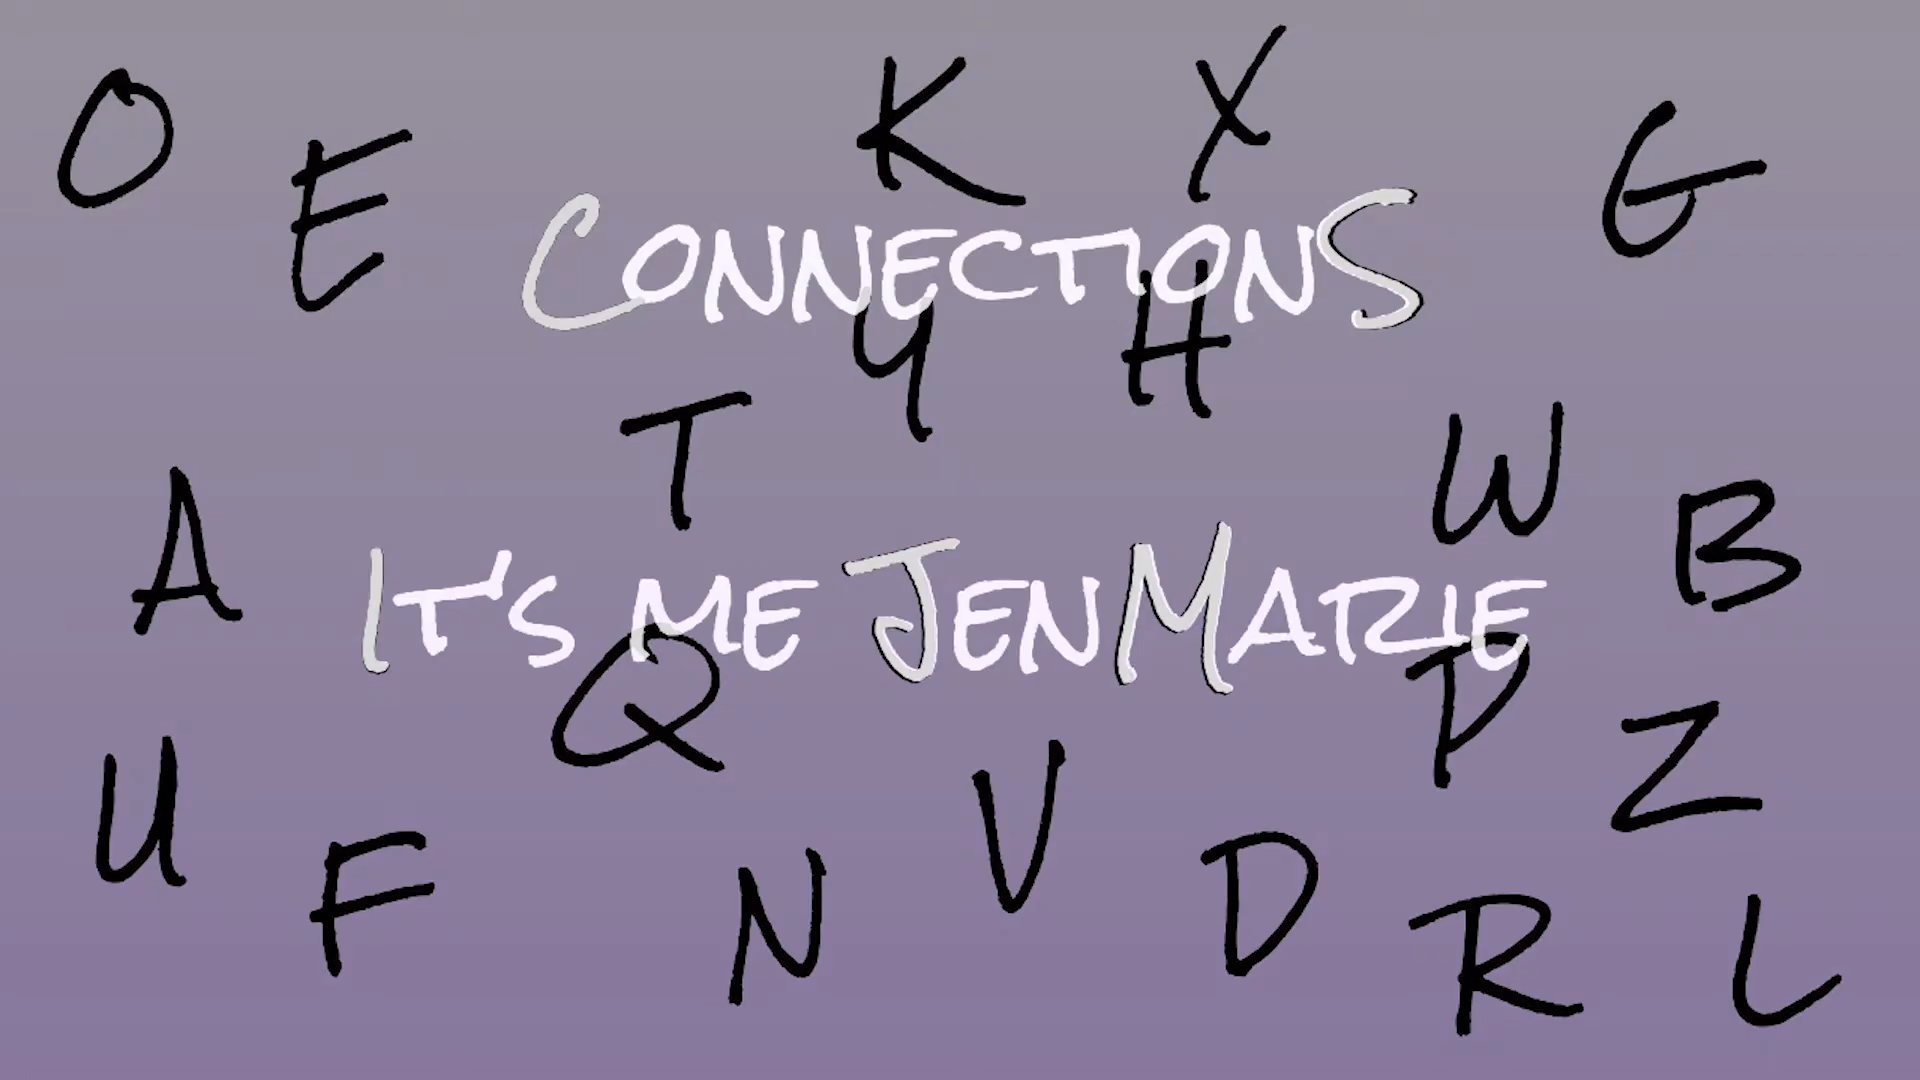 O E K X G
ConnectionS
Y H
T W
A B
It's me JenMarie
Q P
U V Z
F N D R L